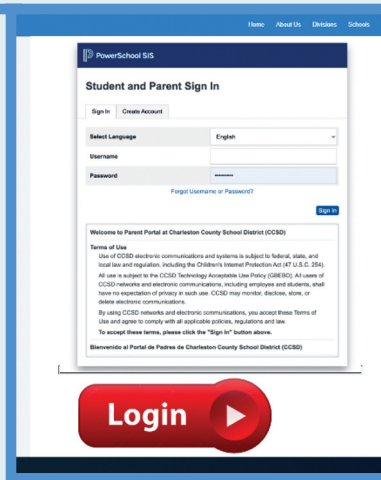 Home About Us Divisions Schools
PowerSchool SIS
Student and Parent Sign In
Sign In Create Account
Select Language English
Username
Password ••••••••••
Forgot Username or Password?
Sign In
Welcome to Parent Portal at Charleston County School District (CCSD)
Terms of Use
Use of CCSD electronic communications and systems is subject to federal, state, and
local law and regulation, including the Children's Internet Protection Act (47 U.S.C. 254).
All use is subject to the CCSD Technology Acceptable Use Policy (GBEBD). All users of
CCSD networks and electronic communications, including employees and students, shall
have no expectation of privacy in such use. CCSD may monitor, disclose, store, or
delete electronic communications.
By using CCSD networks and electronic communications, you accept these Terms of
Use and agree to comply with all applicable policies, regulations and law.
To accept these terms, please click the "Sign In" button above.
Bienvenido al Portal de Padres de Charleston County School District (CCSD)
Login